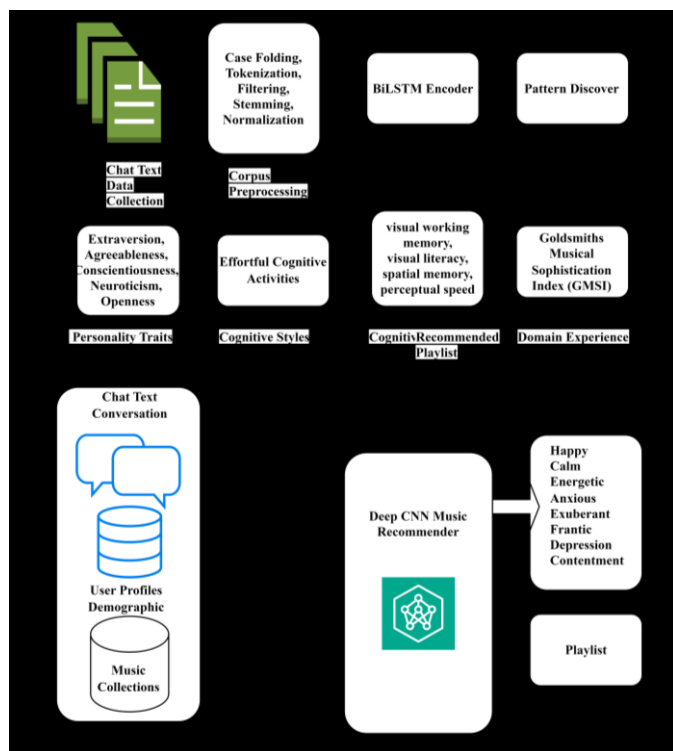 Case Folding,
Tokenization,
Filtering,
Stemming,
Normalization
BiLSTM Encoder
Pattern Discover
Chat Text
Data
Collection
Corpus
Preprocessing
Extraversion,
Agreeableness,
Conscientiousness,
Neuroticism,
Openness
Effortful Cognitive
Activities
visual working
memory,
visual literacy,
spatial memory,
perceptual speed
Goldsmiths
Musical
Sophistication
Index (GMSI)
Personality Traits
Cognitive Styles
Recommended
Playlist
Domain Experience
Chat Text
Conversation
User Profiles
Demographic
Music
Collections
Deep CNN Music
Recommender
Happy
Calm
Energetic
Anxious
Exuberant
Frantic
Depression
Contentment
Playlist